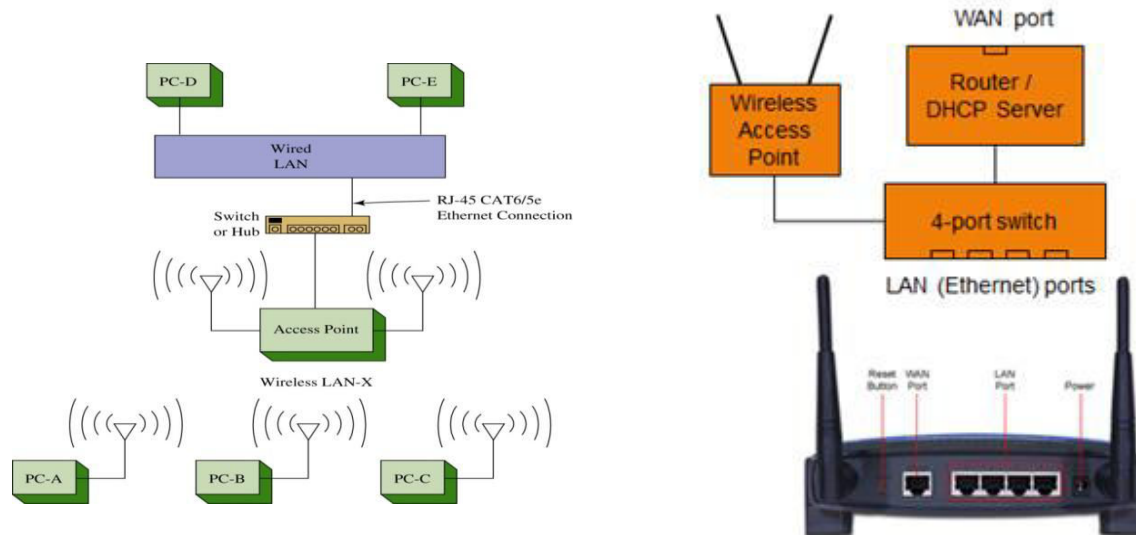 PC-D
PC-E
Wired
LAN
RJ-45 CAT6/5e
Ethernet Connection
Switch
or Hub
Access Point
Wireless LAN-X
PC-A
PC-B
PC-C
WAN port
Wireless
Access
Point
Router /
DHCP Server
4-port switch
LAN (Ethernet) ports
Reset
Button
WAN
Port
LAN
Port
Power